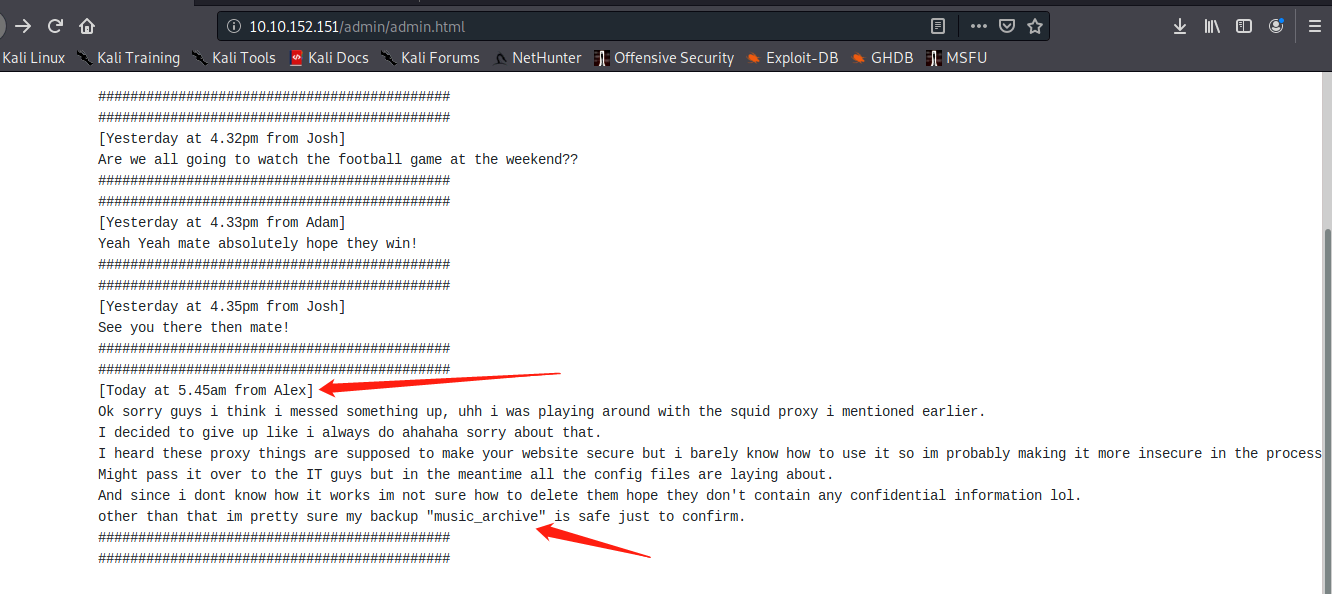 10.10.152.151/admin/admin.html
Kali Linux Kali Training Kali Tools Kali Docs Kali Forums NetHunter Offensive Security Exploit-DB GHDB MSFU
############################################
############################################
[Yesterday at 4.32pm from Josh]
Are we all going to watch the football game at the weekend??
############################################
############################################
[Yesterday at 4.33pm from Adam]
Yeah Yeah mate absolutely hope they win!
############################################
############################################
[Yesterday at 4.35pm from Josh]
See you there then mate!
############################################
############################################
[Today at 5.45am from Alex]
Ok sorry guys i think i messed something up, uhh i was playing around with the squid proxy i mentioned earlier.
I decided to give up like i always do ahahaha sorry about that.
I heard these proxy things are supposed to make your website secure but i barely know how to use it so im probably making it more insecure in the process
Might pass it over to the IT guys but in the meantime all the config files are laying about.
And since i dont know how it works im not sure how to delete them hope they don't contain any confidential information lol.
other than that im pretty sure my backup "music_archive" is safe just to confirm.
############################################
############################################